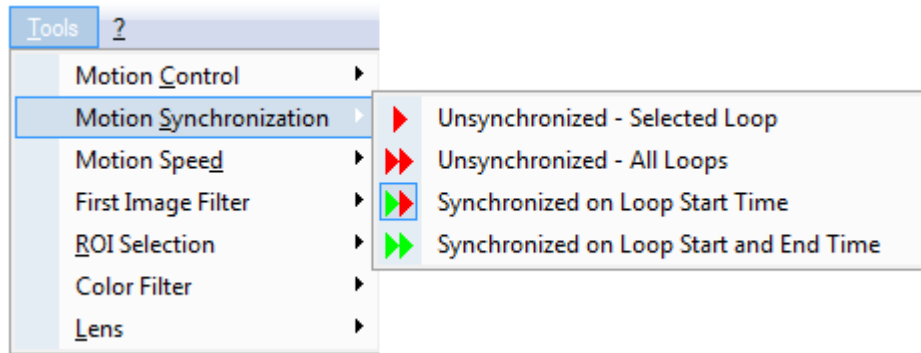 Tools ?
Motion Control
Motion Synchronization
Motion Speed
First Image Filter
ROI Selection
Color Filter
Lens
Unsynchronized - Selected Loop
Unsynchronized - All Loops
Synchronized on Loop Start Time
Synchronized on Loop Start and End Time